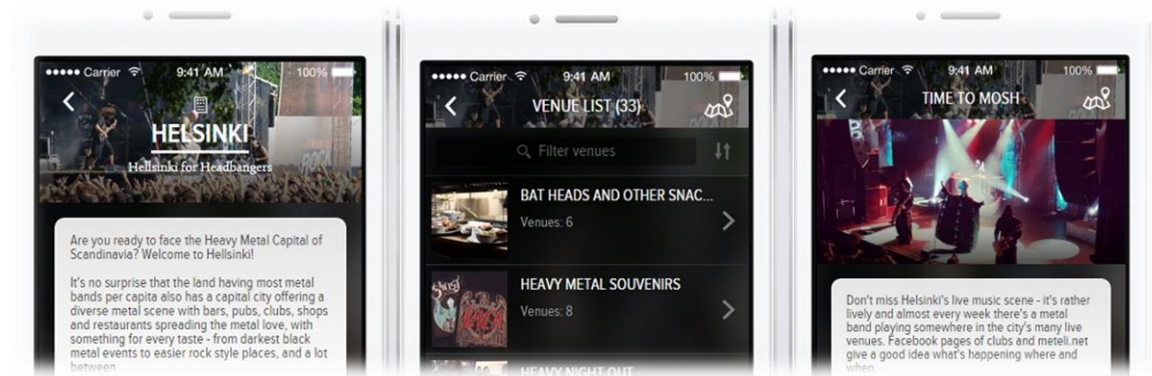 Carrier 9:41 AM 100%
HELSINKI
Hellsinki for Headbangers
Are you ready to face the Heavy Metal Capital of
Scandinavia? Welcome to Hellsinki!
It's no surprise that the land having most metal
bands per capita also has a capital city offering a
diverse metal scene with bars, pubs, clubs, shops
and restaurants spreading the metal love, with
something for every taste - from darkest black
metal events to easier rock style places, and a lot
between.
Carrier 9:41 AM 100%
VENUE LIST (33)
Filter venues
BAT HEADS AND OTHER SNAC...
Venues: 6
HEAVY METAL SOUVENIRS
Venues: 8
HEAVY NIGHT OUT
Carrier 9:41 AM 100%
TIME TO MOSH
Don't miss Helsinki's live music scene - it's rather
lively and almost every week there's a metal
band playing somewhere in the city's many live
venues. Facebook pages of clubs and meteli.net
give a good idea what's happening where and
when.